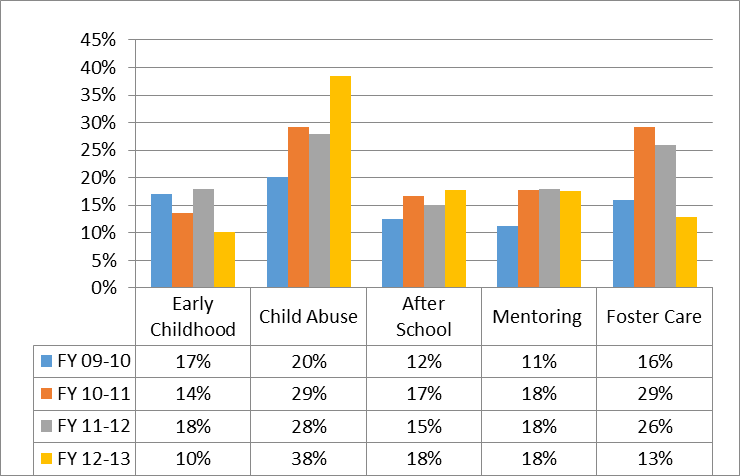 45%
40%
35%
30%
25%
20%
15%
10%
5%
0%
Early Childhood Child Abuse After School Mentoring Foster Care
FY 09-10 17% 20% 12% 11% 16%
FY 10-11 14% 29% 17% 18% 29%
FY 11-12 18% 28% 15% 18% 26%
FY 12-13 10% 38% 18% 18% 13%